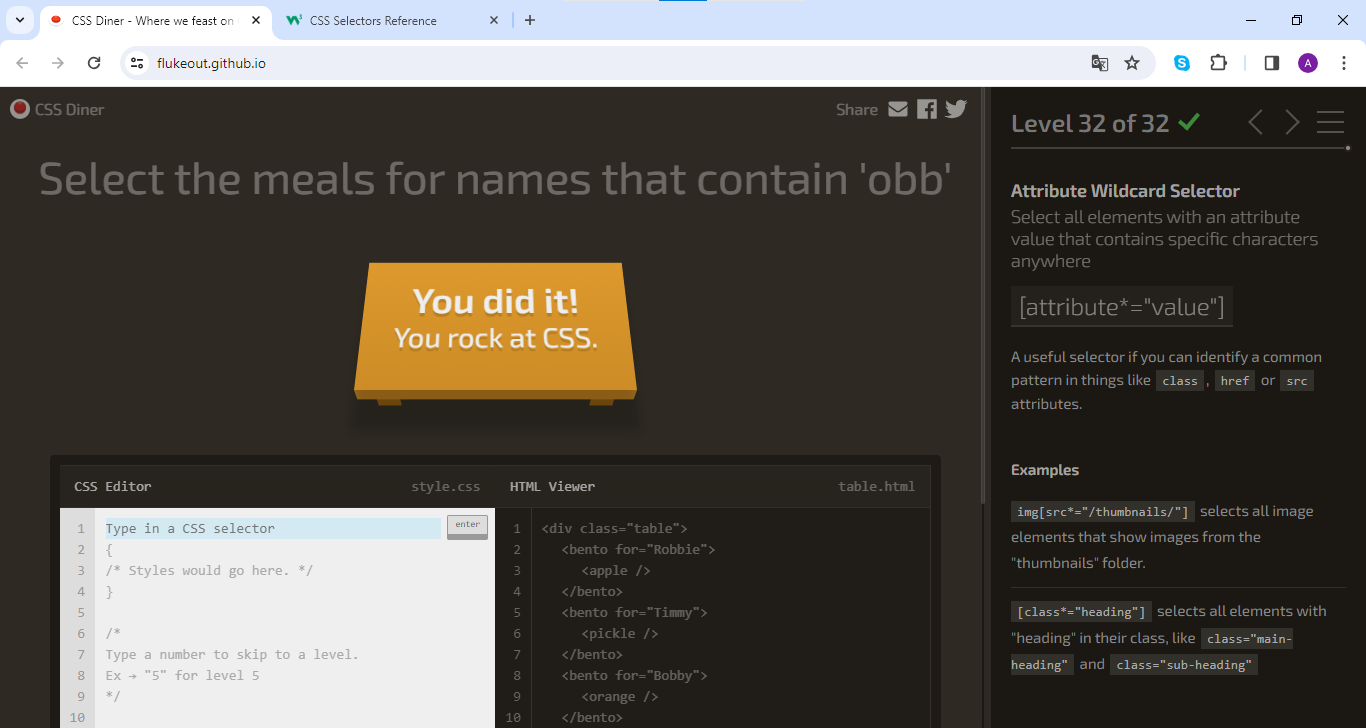 CSS Diner - Where we feast on
CSS Selectors Reference
flukeout.github.io
A
CSS Diner
Share
Select the meals for names that contain 'obb'
You did it!
You rock at CSS.
CSS Editor
style.css
1 Type in a CSS selector
enter
2 {
3 /* Styles would go here. */
4 }
5
6 /*
7 Type a number to skip to a level.
8 Ex → "5" for level 5
9 */
10
HTML Viewer
table.html
1 <div class="table">
2 <bento for="Robbie">
3 <apple />
4 </bento>
5 <bento for="Timmy">
6 <pickle />
7 </bento>
8 <bento for="Bobby">
9 <orange />
10 </bento>
Level 32 of 32
Attribute Wildcard Selector
Select all elements with an attribute
value that contains specific characters
anywhere
[attribute*="value"]
A useful selector if you can identify a common
pattern in things like class , href or src
attributes.
Examples
img[src*="/thumbnails/"] selects all image
elements that show images from the
"thumbnails" folder.
[class*="heading"] selects all elements with
"heading" in their class, like class="main-
heading" and class="sub-heading"